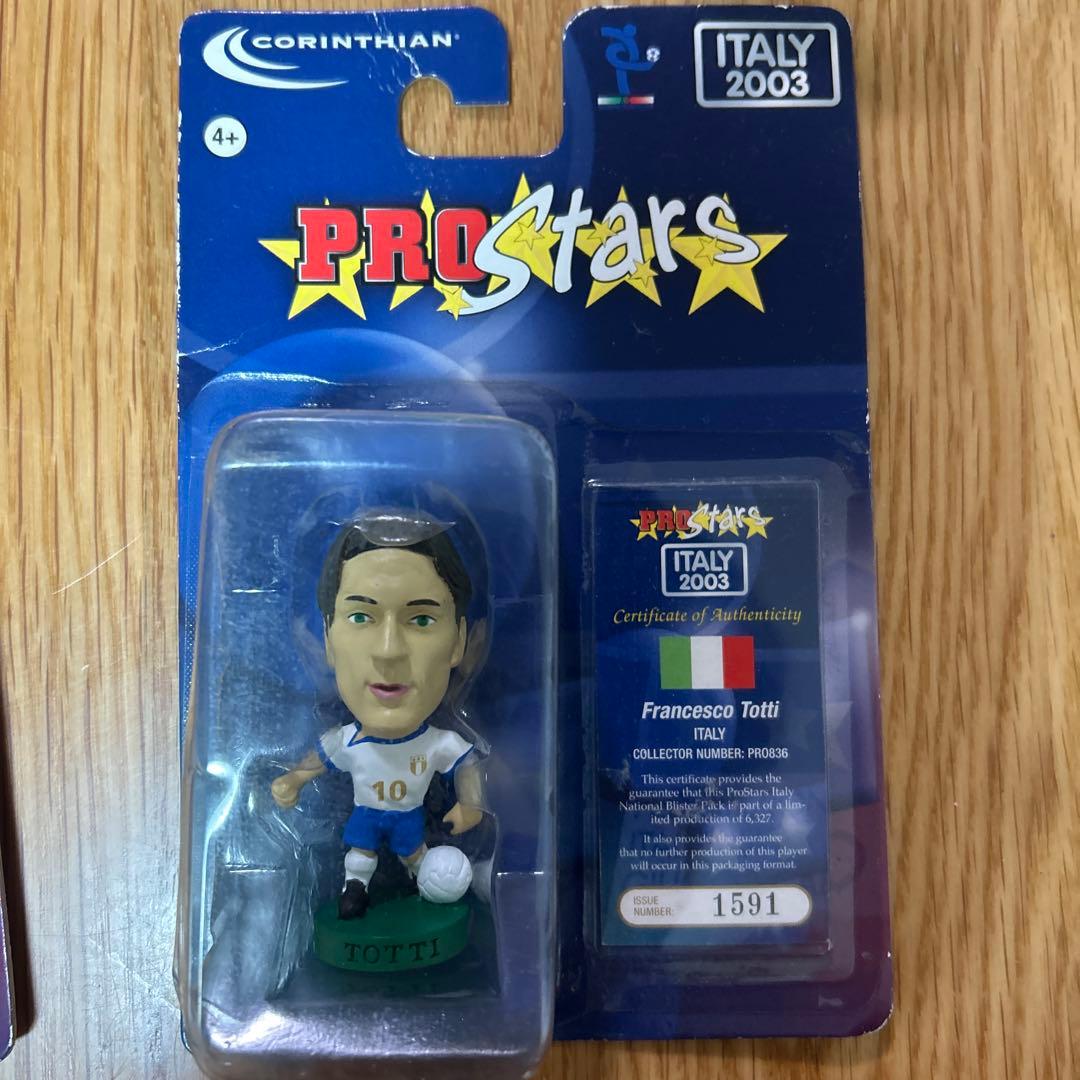 CORINTHIAN
ITALY
2003
4+
PROStars
PROStars
ITALY
2003
Certificate of Authenticity
Francesco Totti
ITALY
COLLECTOR NUMBER: PRO836
This certificate provides the
guarantee that this ProStars Italy
National Blister Pack is part of a lim-
ited production of 6,327.
It also provides the guarantee
that no further production of this player
will occur in this packaging format.
ISSUE
NUMBER: 1591
10
TOTTI